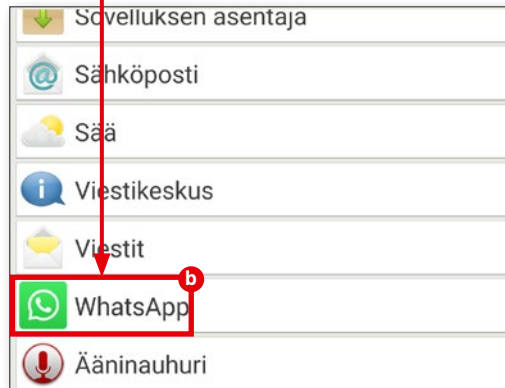 Sovelluksen asentaja
Sähköposti
Sää
Viestikeskus
Viestit
b
WhatsApp
Ääninauhuri